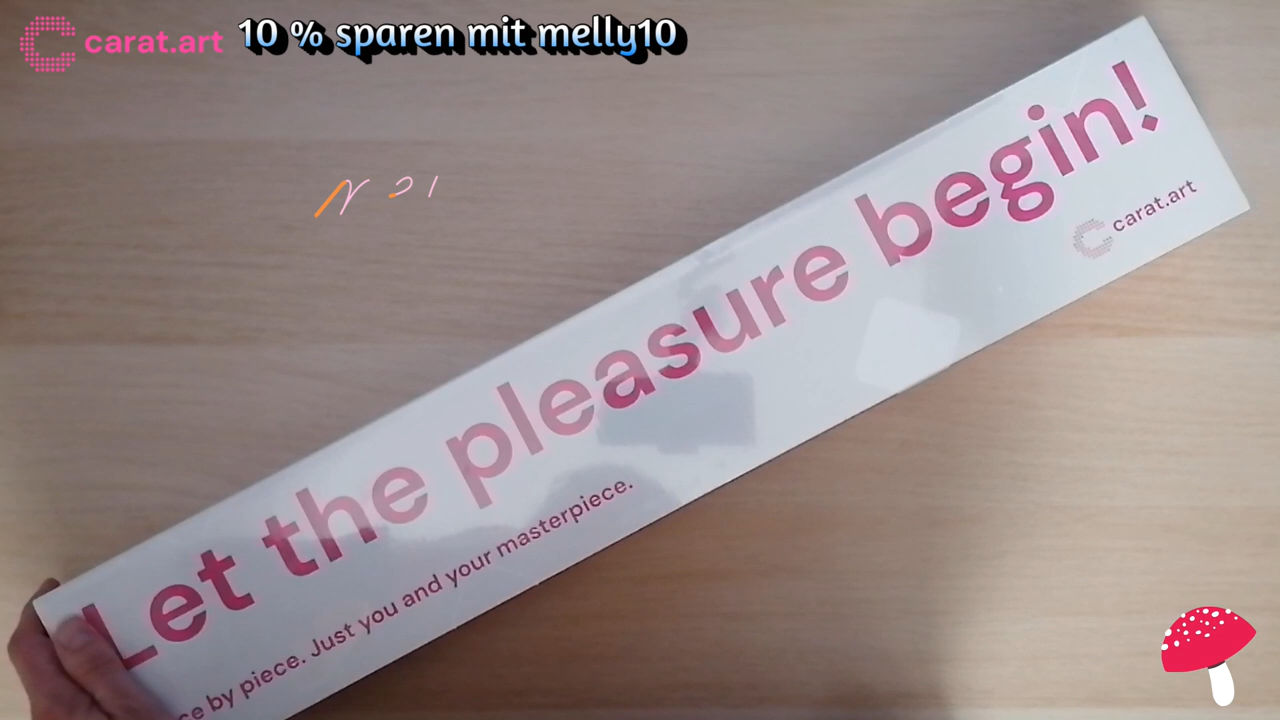 carat.art
10 % sparen mit melly10
Let the pleasure begin!
by piece. Just you and your masterpiece.
carat.art